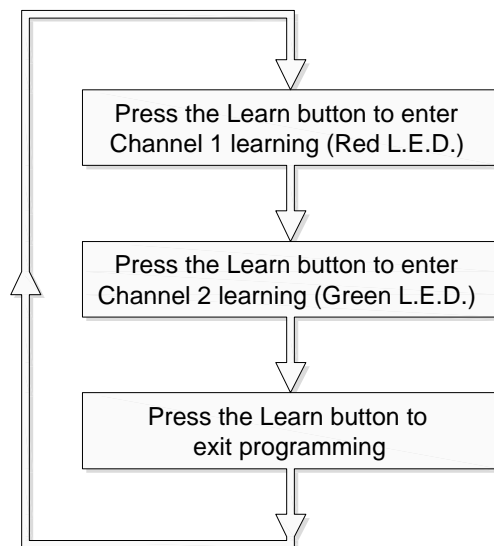 Press the Learn button to enter
Channel 1 learning (Red L.E.D.)
Press the Learn button to enter
Channel 2 learning (Green L.E.D.)
Press the Learn button to
exit programming